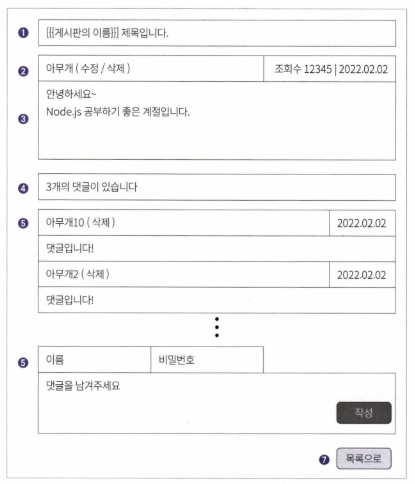 ❶ [{{게시판의 이름}}] 제목입니다.
❷ 아무개 ( 수정 / 삭제 ) 조회수 12345 | 2022.02.02
안녕하세요~
❸ Node.js 공부하기 좋은 계절입니다.
❹ 3개의 댓글이 있습니다
❺ 아무개10 ( 삭제 ) 2022.02.02
댓글입니다!
아무개2 ( 삭제 ) 2022.02.02
댓글입니다!
❺ 이름 비밀번호
댓글을 남겨주세요
작성
❼ 목록으로